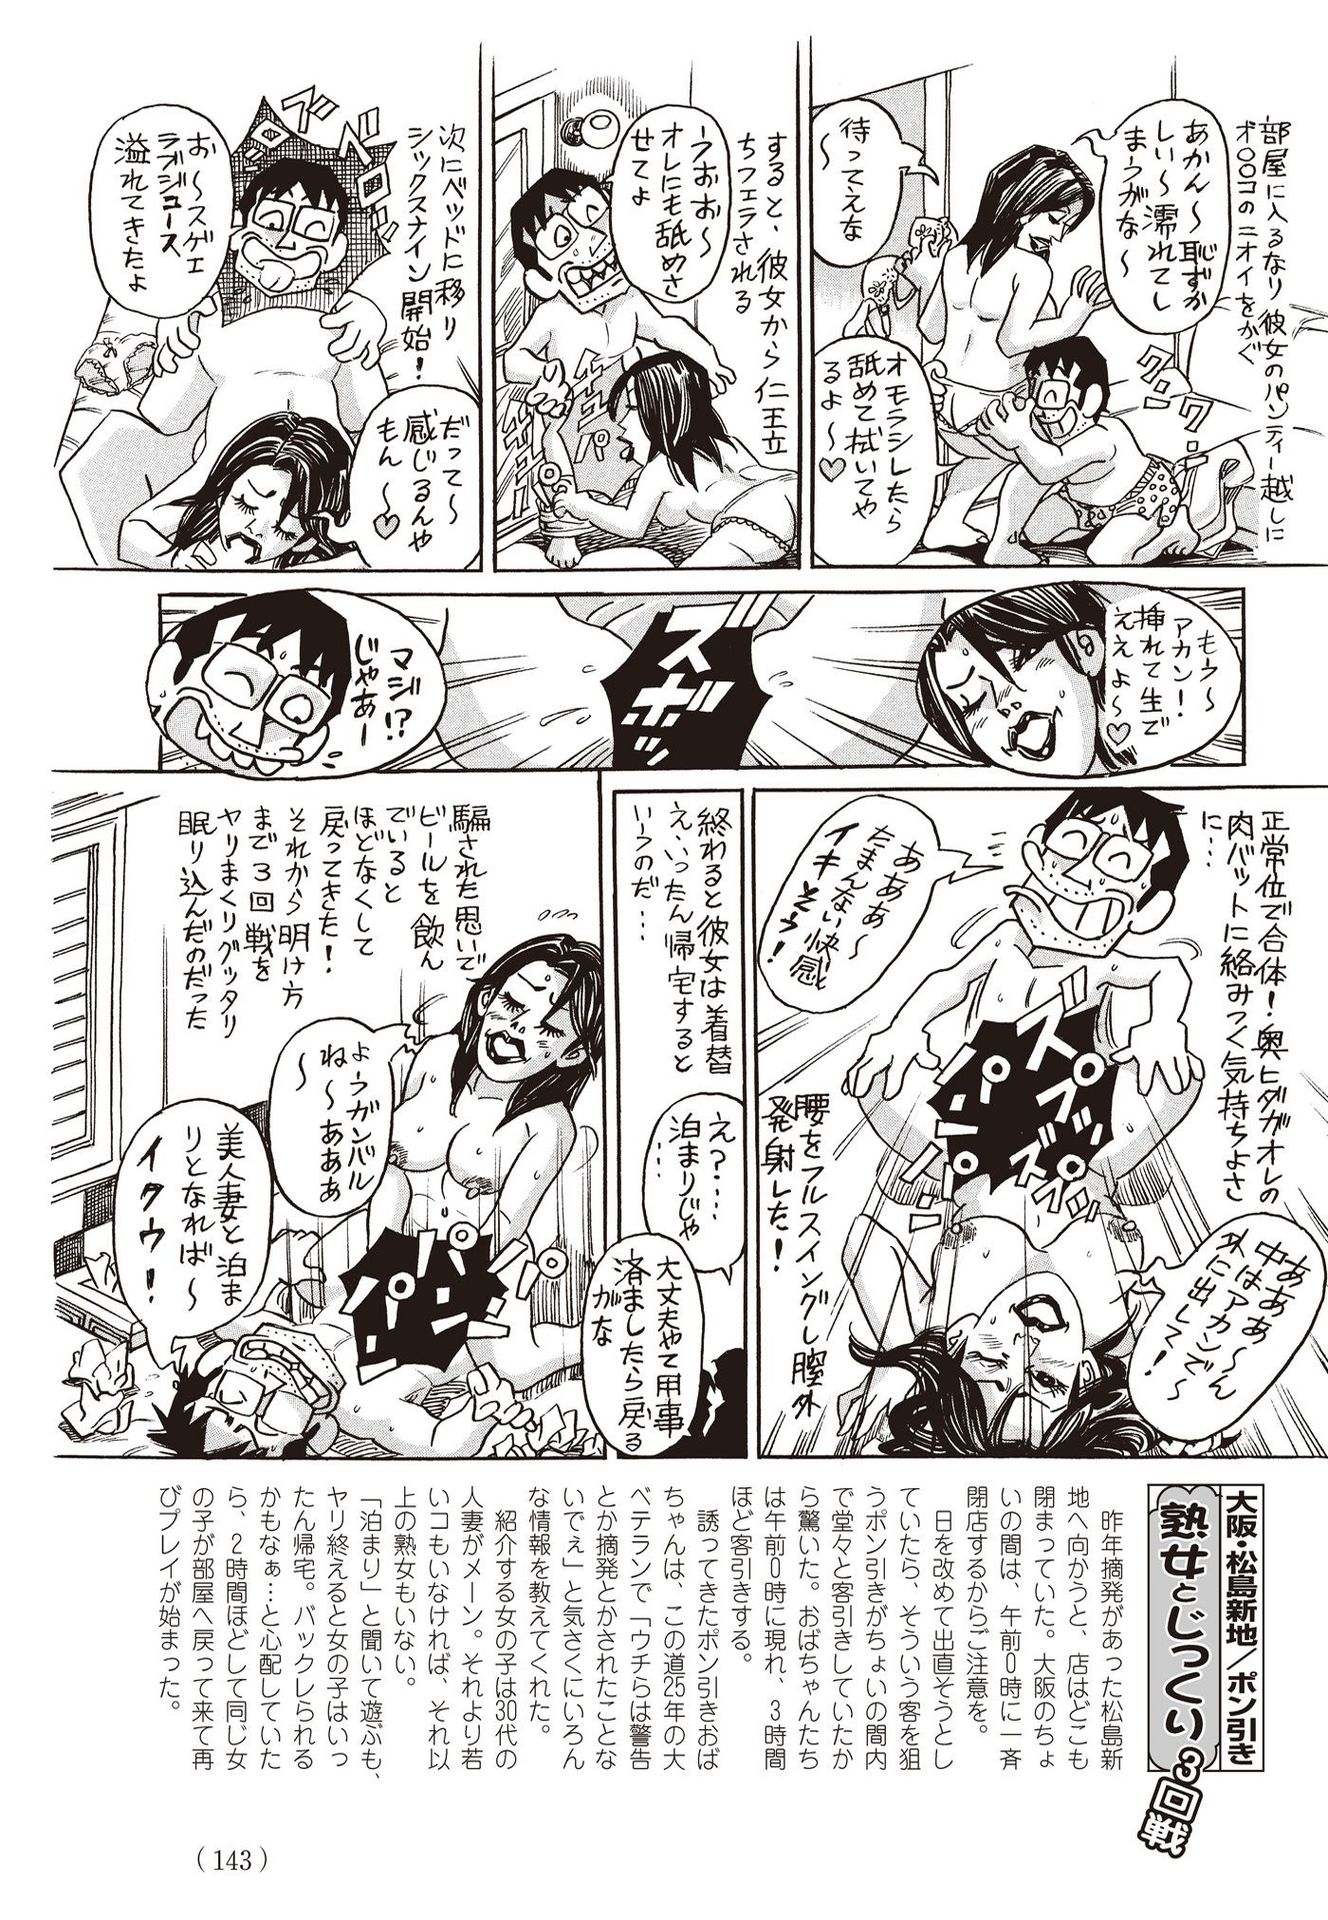 部屋に入るなり彼女のパンティー越しに
オ〇〇コのニオイをかぐ
あかん〜恥ずか
しい〜濡れてし
まうがな〜
待ってえな
〜
クン
クン
オモラシしたら
舐めて拭いてや
るよ〜♡
すると、彼女から仁王立
ちフェラされる
うおお〜
オレにも舐めさ
せてよ
次にベッドに移り
シックスナイン開始!
お〜スゲェ
ラブジュース
溢れてきたよ
だって〜
感じるんや
もん〜♡
もう〜
アカン!
挿れて生で
ええよ〜♡
ズボッ
マジ!?
じゃあー
正常位で合体!奥ヒダがオレの
肉バットに絡みつく気持ちよさ
に…
あああ〜
たまんない快感
イキそう!
ああぁ〜ん
中はアカンで〜
外に出して!
腰をフルスイングし膣外
発射した!
終わると彼女は着替
え、いったん帰宅すると
いうのだ…
え?…
泊まりじゃ
…
大丈夫やて用事
済ましたら戻る
がな
騙された思いで
ビールを飲ん
でいると
ほどなくして
戻ってきた!
それから明け方
まで3回戦を
ヤリまくりグッタリ
眠り込んだのだった
ようガンバル
ね〜あああ
〜
パンパン
美人妻と泊ま
りとなれば〜
イタウ!
大阪・松島新地/ポン引き
熟女とじっくり3回戦
昨年摘発があった松島新
地へ向かうと、店はどこも
閉まっていた。大阪のちょ
いの間は、午前0時に一斉
閉店するからご注意を。
日を改めて出直そうとし
ていたら、そういう客を狙
うポン引きがちょいの間内
で堂々と客引きしていたか
ら驚いた。おばちゃんたち
は午前0時に現れ、3時間
ほど客引きする。
誘ってきたポン引きおば
ちゃんは、この道25年の大
ベテランで「ウチらは警告
とか摘発とかされたことな
いでぇ」と気さくにいろん
な情報を教えてくれた。
紹介する女の子は30代の
人妻がメーン。それより若
いコもいなければ、それ以
上の熟女もいない。
「泊まり」と聞いて遊ぶも、
ヤリ終えると女の子はいっ
たん帰宅。バックレられる
かもなぁ…と心配していた
ら、2時間ほどして同じ女
の子が部屋へ戻って来て再
びプレイが始まった。
(143)